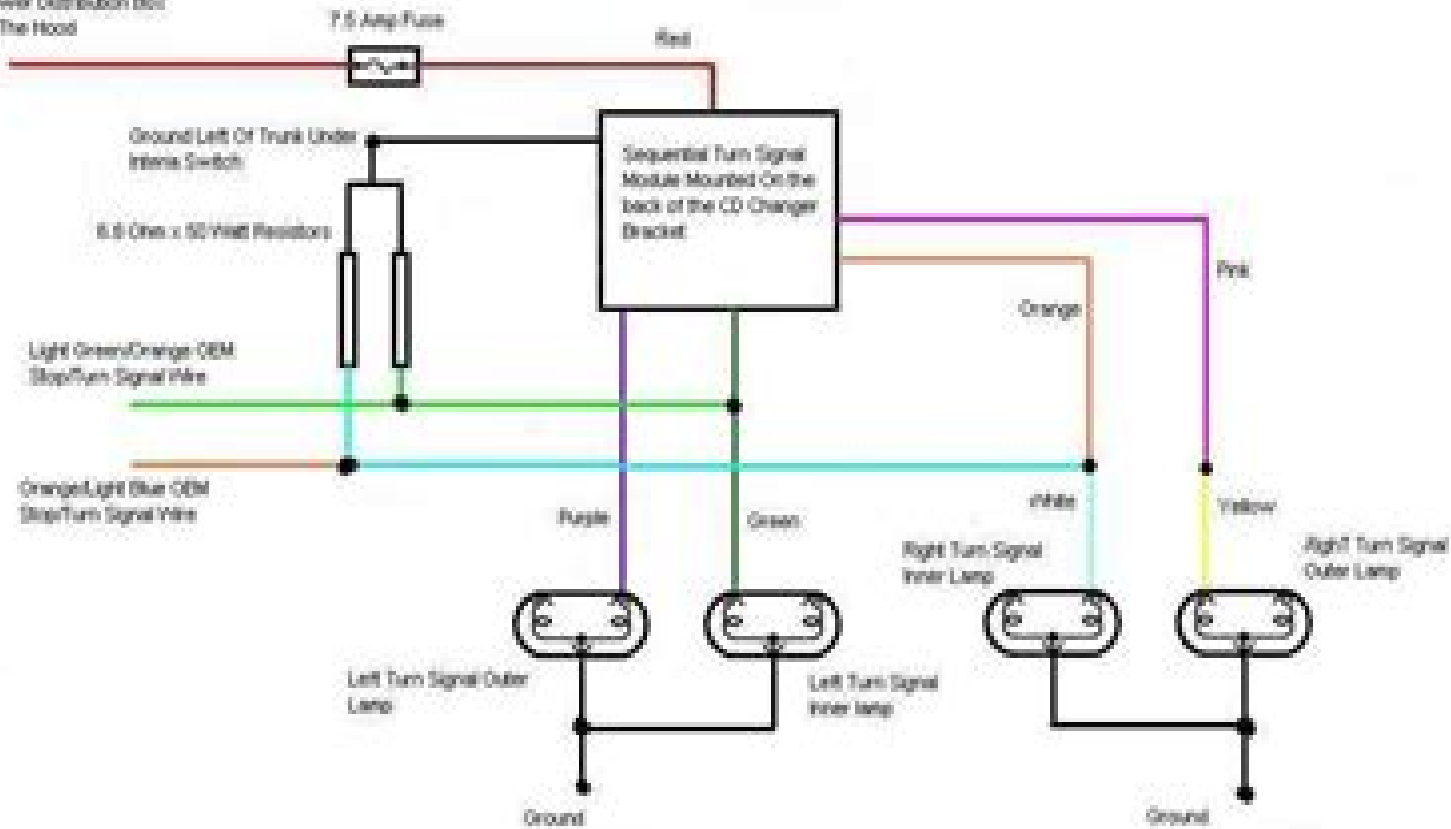 Distribution Box
The Hood
7.5 Amp Fuse
Red
Ground Left Of Trunk Under
Interia Switch
Sequential Turn Signal
Module Mounted On the
back of the CD Changer
Bracket
6.8 Ohm x 50 Watt Resistors
Pink
Orange
Light Green/Orange OEM
Stop/Turn Signal Wire
Orange/Light Blue OEM
Stop/Turn Signal Wire
Purple
Green
White
Yellow
Right Turn Signal
Inner Lamp
Right Turn Signal
Outer Lamp
Left Turn Signal Outer
Lamp
Left Turn Signal
Inner lamp
Ground
Ground